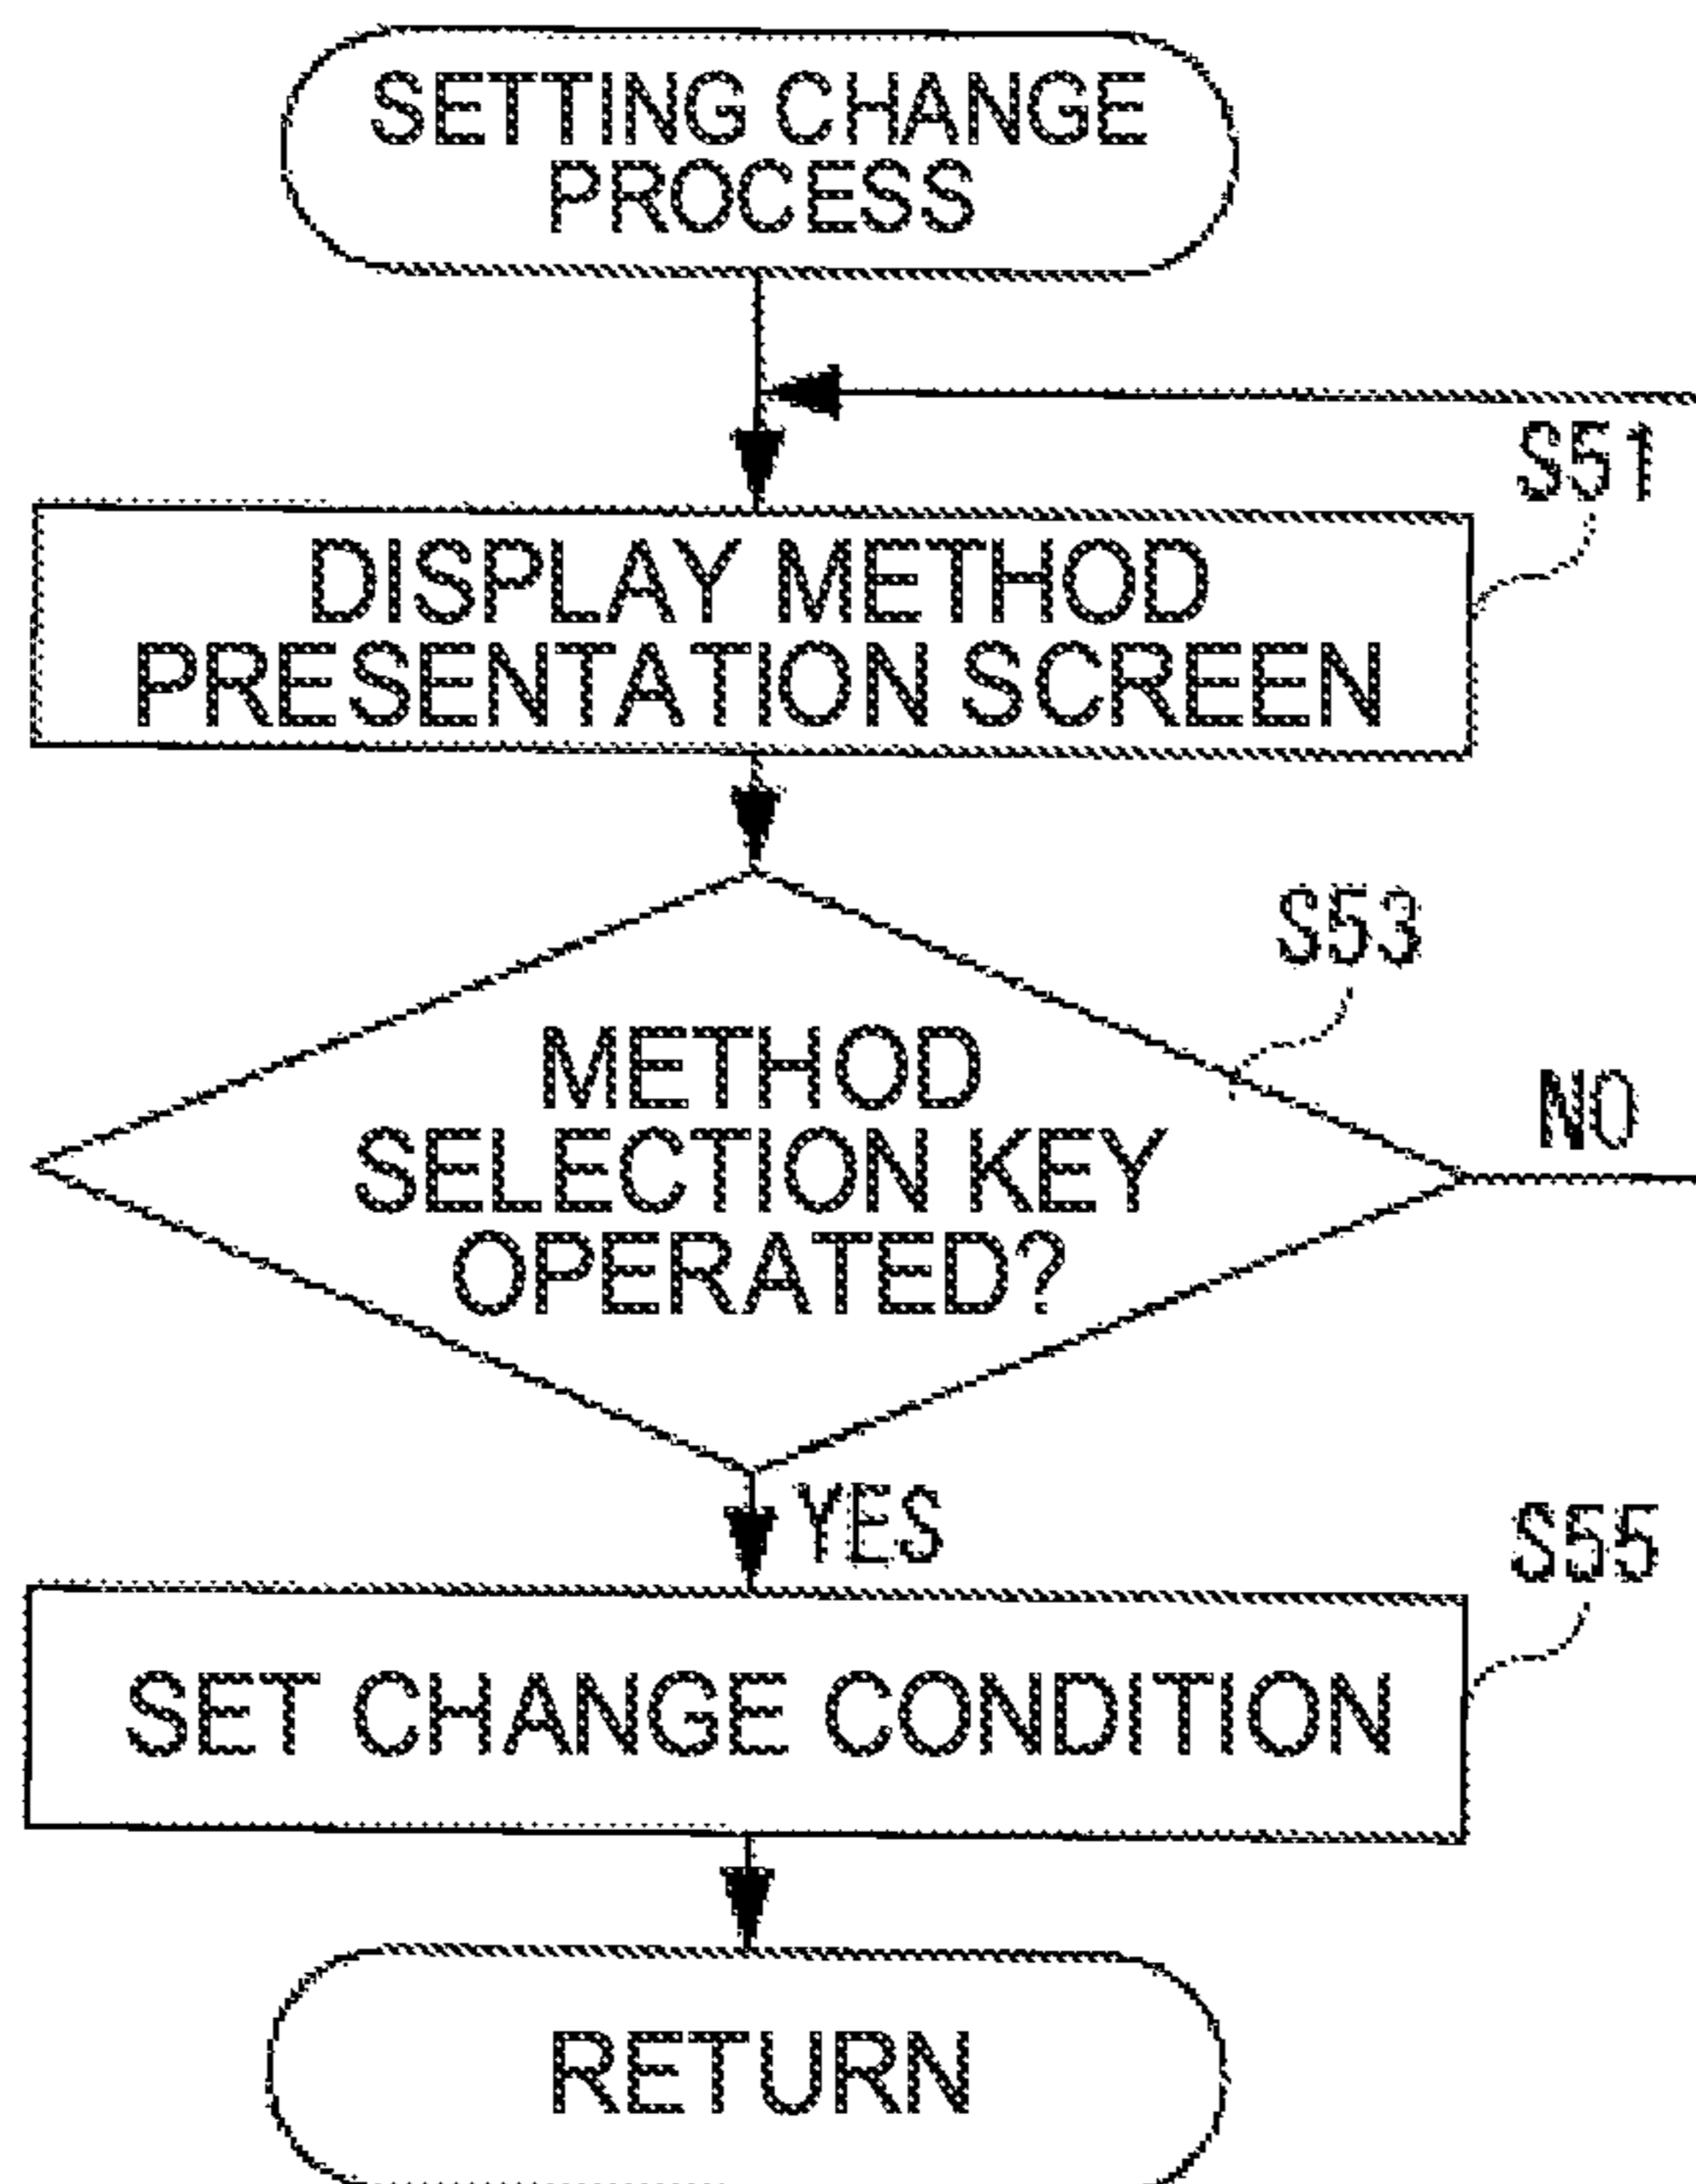 SETTING CHANGE
PROCESS
S51
DISPLAY METHOD
PRESENTATION SCREEN
S53
METHOD
SELECTION KEY
OPERATED?
NO
YES
S55
SET CHANGE CONDITION
RETURN